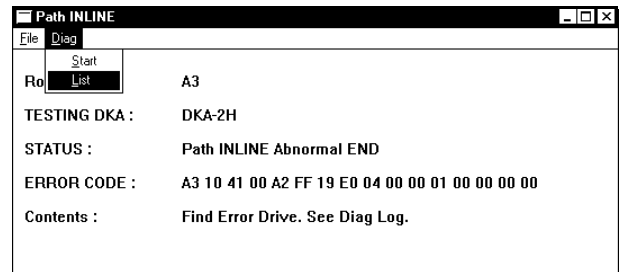 Path INLINE
File Diag
Start
List
Ro A3
TESTING DKA : DKA-2H
STATUS : Path INLINE Abnormal END
ERROR CODE : A3 10 41 00 A2 FF 19 E0 04 00 00 01 00 00 00 00
Contents : Find Error Drive. See Diag Log.